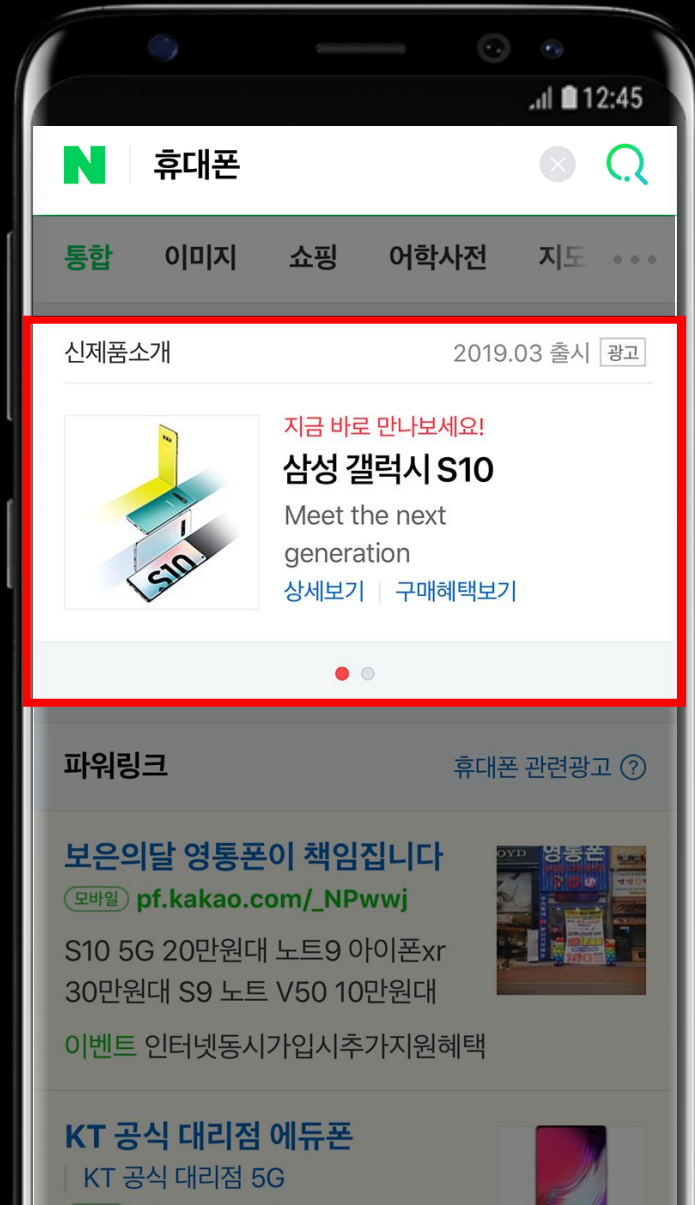 12:45
N 휴대폰
통합 이미지 쇼핑 어학사전 지도
신제품소개 2019.03 출시 광고
지금 바로 만나보세요!
삼성 갤럭시 S10
Meet the next
generation
상세보기 구매혜택보기
S10
파워링크 휴대폰 관련광고 ?
보은의달 영통폰이 책임집니다
모바일 pf.kakao.com/_NPwwj
S10 5G 20만원대 노트9 아이폰xr
30만원대 S9 노트 V50 10만원대
이벤트 인터넷동시가입시추가지원혜택
영통폰
KT 공식 대리점 에듀폰
KT 공식 대리점 5G